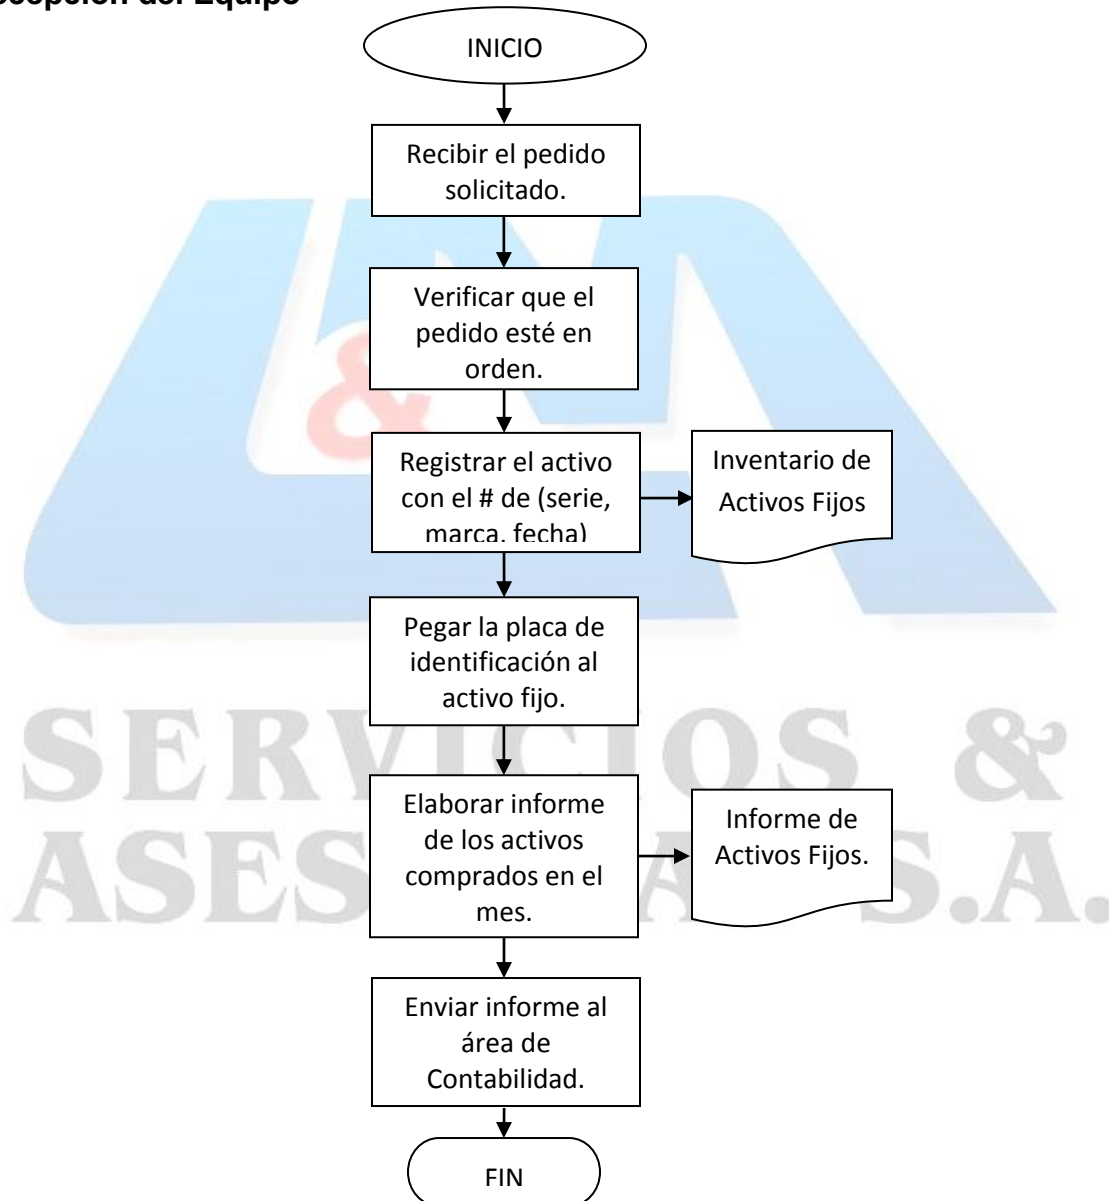 del Equipo
INICIO
Recibir el pedido
solicitado.
Verificar que el
pedido esté en
orden.
Registrar el activo
con el # de (serie,
marca, fecha)
Inventario de
Activos Fijos
Pegar la placa de
identificación al
activo fijo.
Elaborar informe
de los activos
comprados en el
mes.
Informe de
Activos Fijos.
Enviar informe al
área de
Contabilidad.
FIN
L&A
SERVICIOS &
S.A.